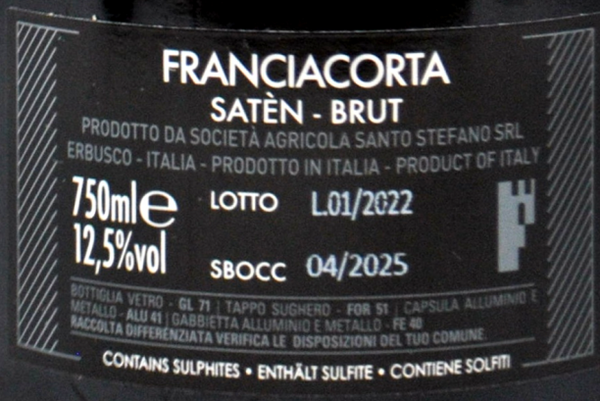 FRANCIACORTA
SATÈN - BRUT
PRODOTTO DA SOCIETÀ AGRICOLA SANTO STEFANO SRL
ERBUSCO - ITALIA - PRODOTTO IN ITALIA - PRODUCT OF ITALY
750ml e LOTTO L.01/2022
12,5%vol SBOCC 04/2025
BOTTIGLIA VETRO - GL 71 | TAPPO SUGHERO - FOR 51 | CAPSULA ALLUMINIO E
METALLO - ALU 41 | GABBIETTA ALLUMINIO E METALLO - FE 40
RACCOLTA DIFFERENZIATA VERIFICA LE DISPOSIZIONI DEL TUO COMUNE
CONTAINS SULPHITES • ENTHÄLT SULFITE • CONTIENE SOLFITI